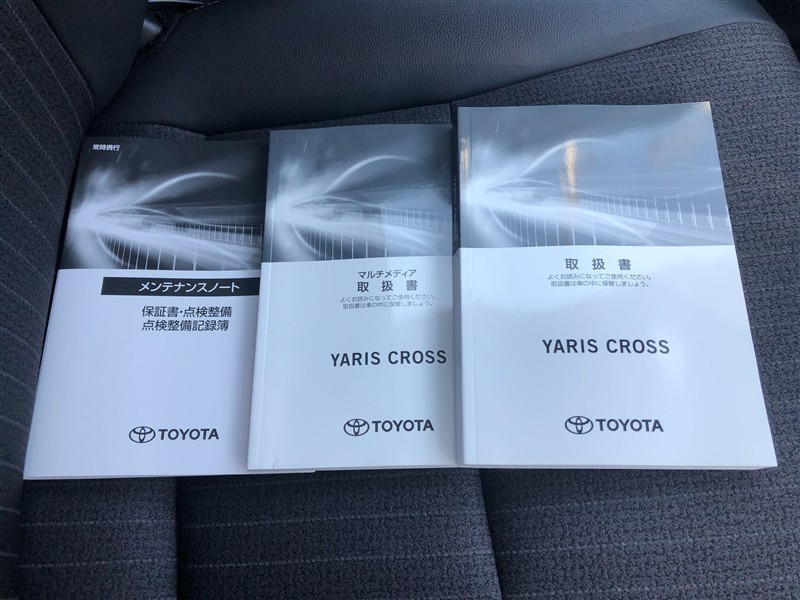 常時携行
メンテナンスノート
保証書・点検整備
点検整備記録簿
TOYOTA
マルチメディア
取扱書
よくお読みになってご使用ください。
取扱書は車の中に保管しましょう。
YARIS CROSS
TOYOTA
取扱書
よくお読みになってご使用ください。
取扱書は車の中に保管しましょう。
YARIS CROSS
TOYOTA